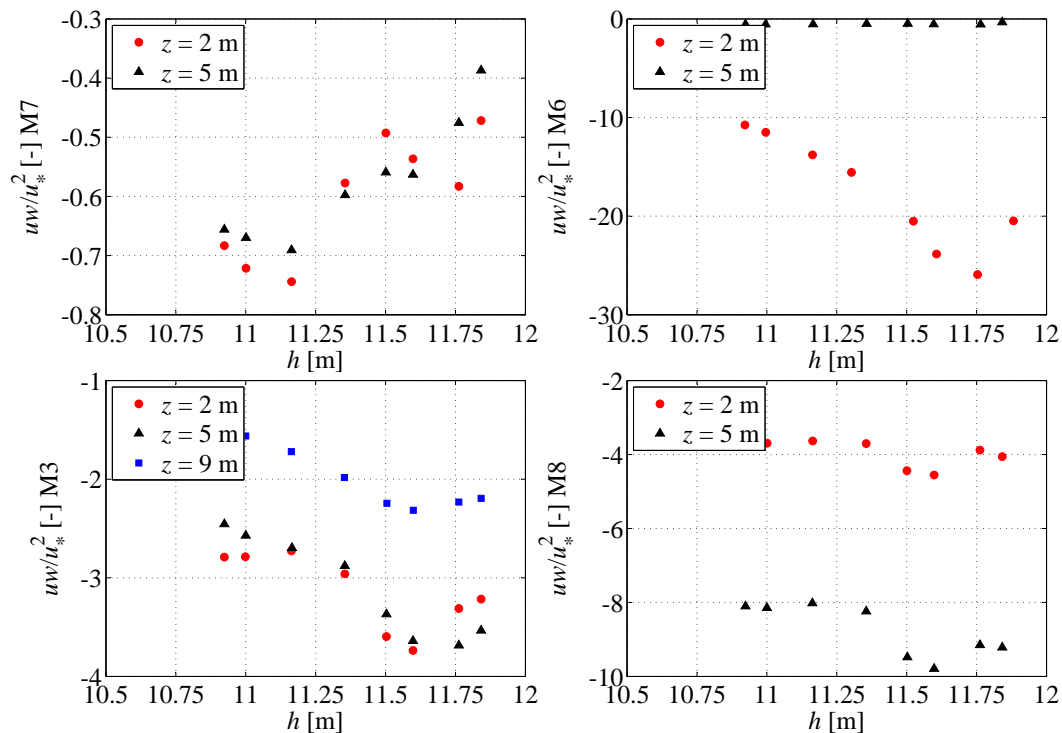 -0.3
-0.4
-0.5
-0.6
-0.7
-0.8
uw/u²* [-] M7
z = 2 m
z = 5 m
10.5 10.75 11 11.25 11.5 11.75 12
h [m]
0
-10
-20
-30
uw/u²* [-] M6
z = 2 m
z = 5 m
10.5 10.75 11 11.25 11.5 11.75 12
h [m]
-1
-2
-3
-4
uw/u²* [-] M3
z = 2 m
z = 5 m
z = 9 m
10.5 10.75 11 11.25 11.5 11.75 12
h [m]
-2
-4
-6
-8
-10
uw/u²* [-] M8
z = 2 m
z = 5 m
10.5 10.75 11 11.25 11.5 11.75 12
h [m]